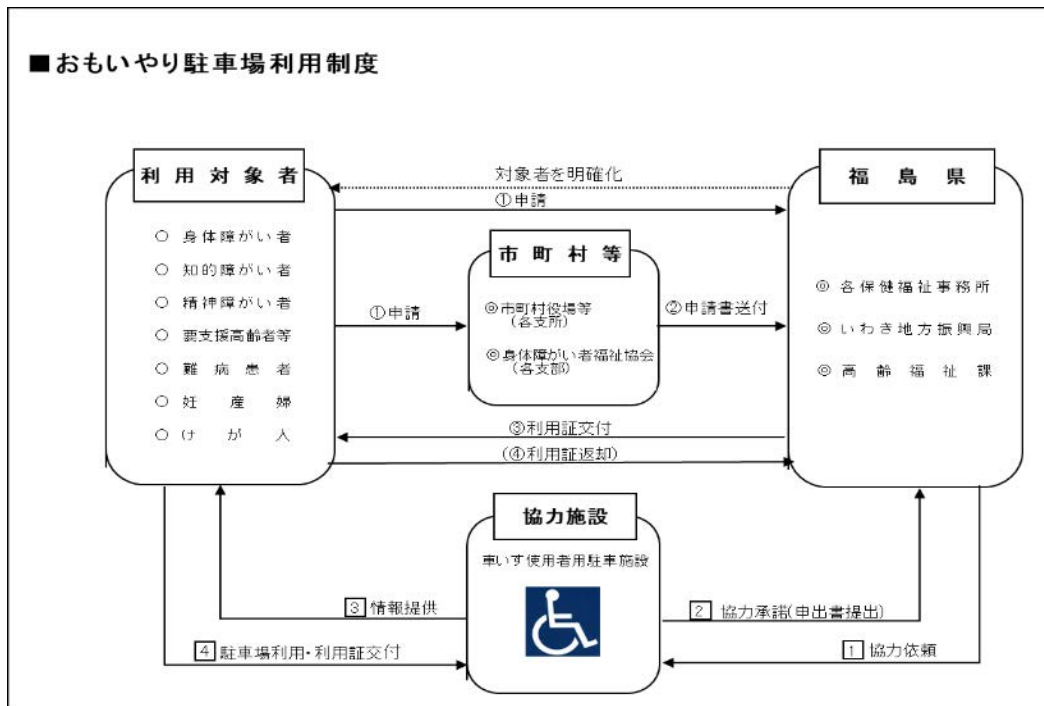 ■おもいやり駐車場利用制度
利用対象者
福島県
対象者を明確化
①申請
○ 身体障がい者
○ 知的障がい者
○ 精神障がい者
○ 要支援高齢者等
○ 難病患者
○ 妊産婦
○ けが人
市町村等
①申請
◎市町村役場等
(各支所)
◎身体障がい者福祉協会
(各支部)
②申請書送付
◎ 各保健福祉事務所
◎ いわき地方振興局
◎ 高齢福祉課
③利用証交付
(④利用証返却)
協力施設
車いす使用者用駐車施設
3 情報提供
2 協力承諾(申出書提出)
4 駐車場利用・利用証交付
1 協力依頼